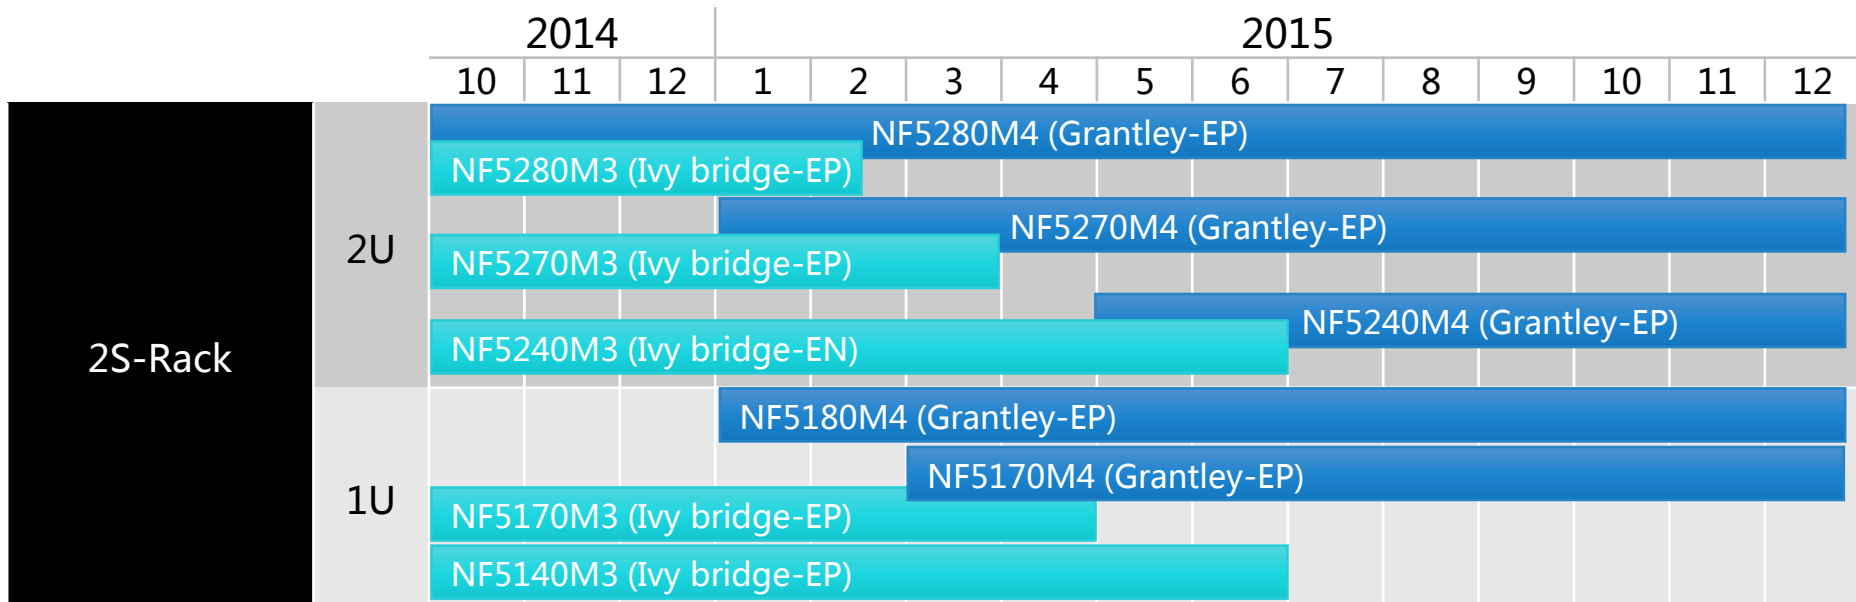 2014 2015
10 11 12 1 2 3 4 5 6 7 8 9 10 11 12
2S-Rack
2U
NF5280M4 (Grantley-EP)
NF5280M3 (Ivy bridge-EP)
NF5270M4 (Grantley-EP)
NF5270M3 (Ivy bridge-EP)
NF5240M4 (Grantley-EP)
NF5240M3 (Ivy bridge-EN)
1U
NF5180M4 (Grantley-EP)
NF5170M4 (Grantley-EP)
NF5170M3 (Ivy bridge-EP)
NF5140M3 (Ivy bridge-EP)